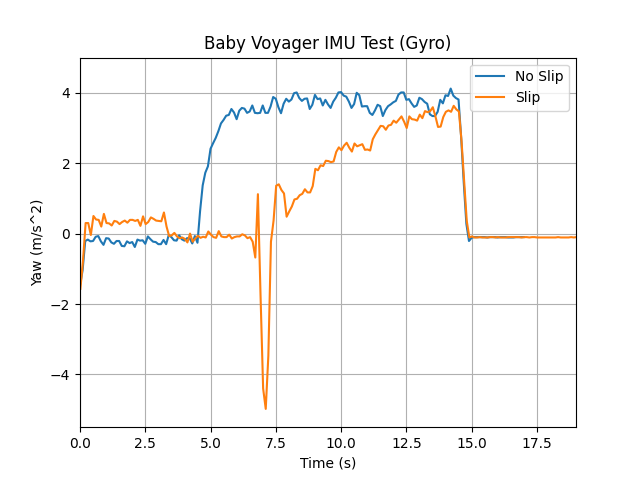 Baby Voyager IMU Test (Gyro)
No Slip
Slip
Yaw (m/s^2)
4
2
0
−2
−4
0.0 2.5 5.0 7.5 10.0 12.5 15.0 17.5
Time (s)